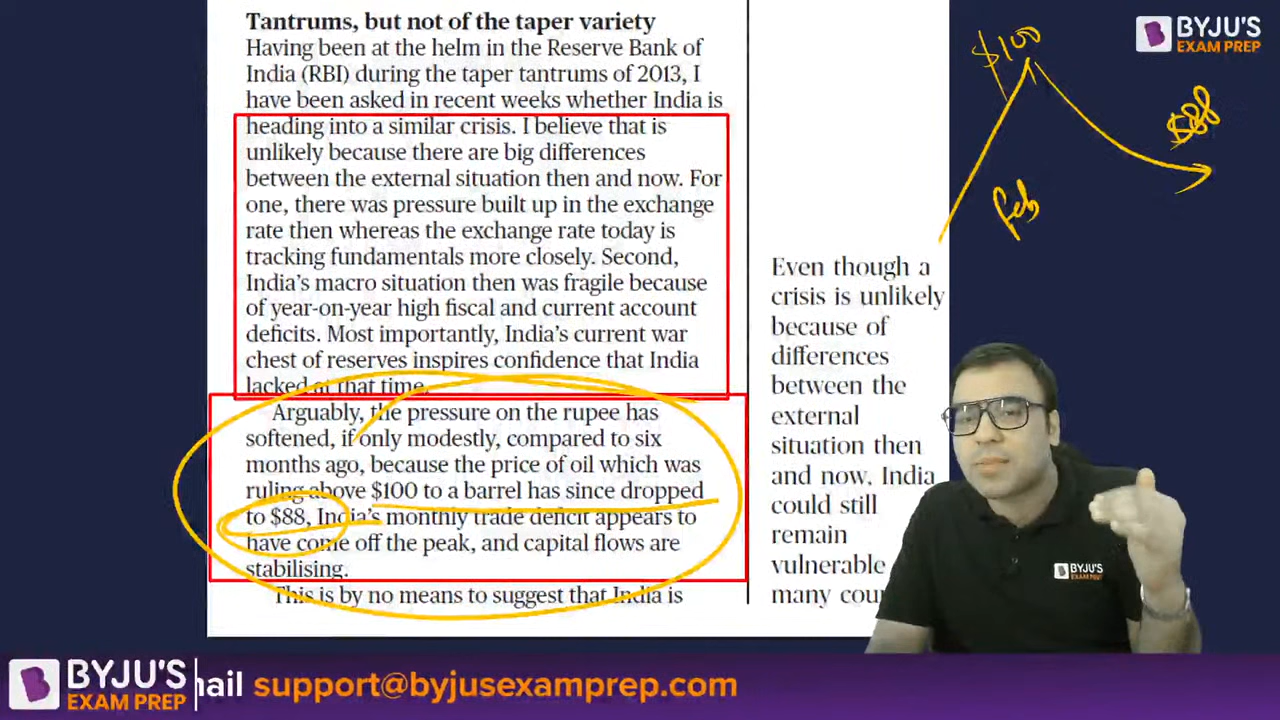 Tantrums, but not of the taper variety
Having been at the helm in the Reserve Bank of
India (RBI) during the taper tantrums of 2013, I
have been asked in recent weeks whether India is
heading into a similar crisis. I believe that is
unlikely because there are big differences
between the external situation then and now. For
one, there was pressure built up in the exchange
rate then whereas the exchange rate today is
tracking fundamentals more closely. Second,
India's macro situation then was fragile because
of year-on-year high fiscal and current account
deficits. Most importantly, India's current war
chest of reserves inspires confidence that India
lacked at that time.
Arguably, the pressure on the rupee has
softened, if only modestly, compared to six
months ago, because the price of oil which was
ruling above $100 to a barrel has since dropped
to $88, India's monthly trade deficit appears to
have come off the peak, and capital flows are
stabilising.
This is by no means to suggest that India is
Even though a
crisis is unlikely
because of
differences
between the
external
situation then
and now, India
could still
remain
vulnerable
many cou
$100
$88
Feb
BYJU'S
EXAM PREP
BYJU'S
EXAM PREP
BYJU'S
EXAM PREP
ail support@byjusexamprep.com